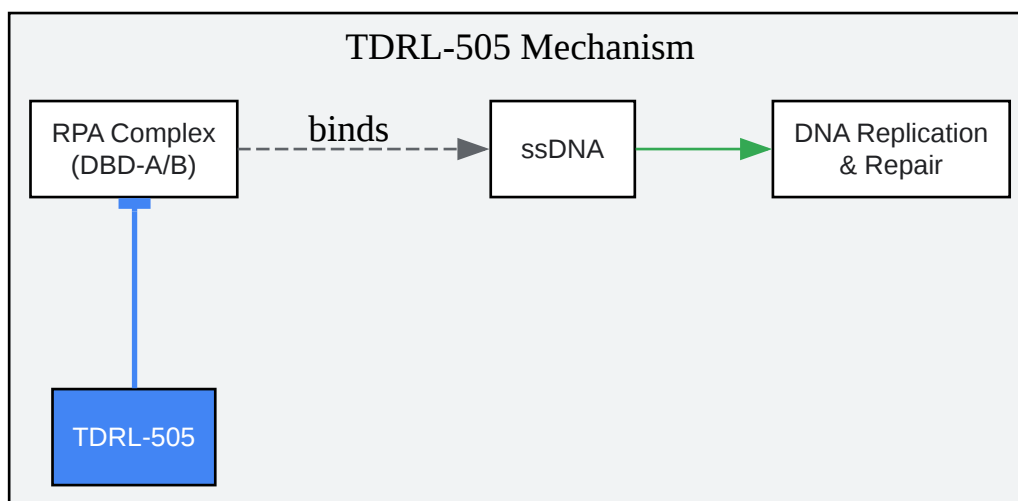 TDRL-505 Mechanism
RPA Complex
(DBD-A/B)
binds
ssDNA
DNA Replication
& Repair
TDRL-505